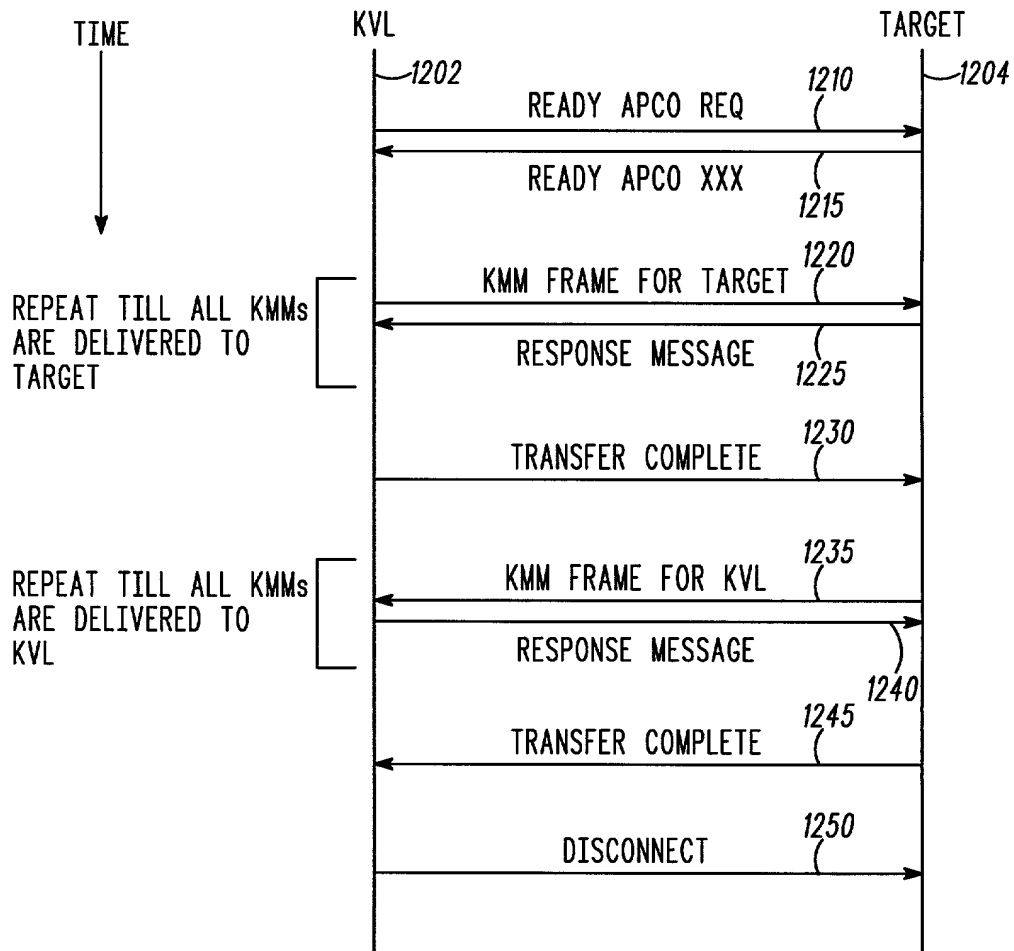 TIME
KVL
TARGET
1202
1204
READY APCO REQ
1210
READY APCO XXX
1215
REPEAT TILL ALL KMMs
ARE DELIVERED TO
TARGET
KMM FRAME FOR TARGET
1220
RESPONSE MESSAGE
1225
TRANSFER COMPLETE
1230
REPEAT TILL ALL KMMs
ARE DELIVERED TO
KVL
KMM FRAME FOR KVL
1235
RESPONSE MESSAGE
1240
TRANSFER COMPLETE
1245
DISCONNECT
1250